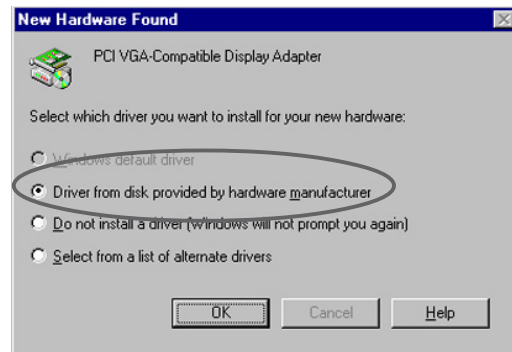 New Hardware Found
PCI VGA-Compatible Display Adapter
Select which driver you want to install for your new hardware:
Windows default driver
Driver from disk provided by hardware manufacturer
Do not install a driver (Windows will not prompt you again)
Select from a list of alternate drivers
OK Cancel Help